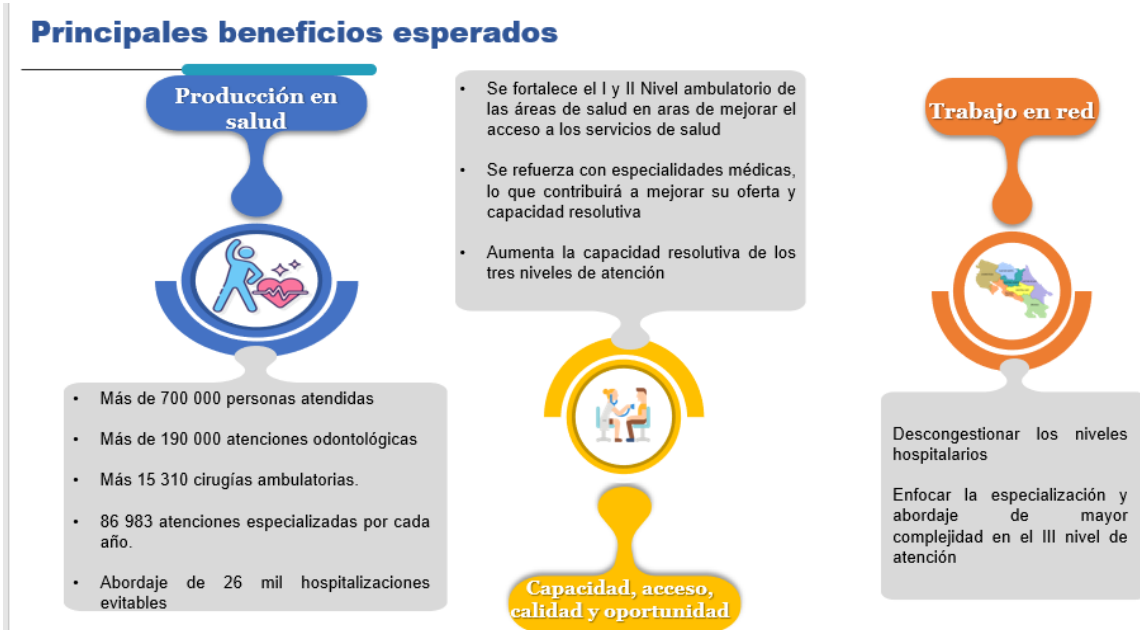 Principales beneficios esperados
Producción en
salud
• Más de 700 000 personas atendidas
• Más de 190 000 atenciones odontológicas
• Más 15 310 cirugías ambulatorias.
• 86 983 atenciones especializadas por cada
año.
• Abordaje de 26 mil hospitalizaciones
evitables
• Se fortalece el I y II Nivel ambulatorio de
las áreas de salud en aras de mejorar el
acceso a los servicios de salud
• Se refuerza con especialidades médicas,
lo que contribuirá a mejorar su oferta y
capacidad resolutiva
• Aumenta la capacidad resolutiva de los
tres niveles de atención
Capacidad, acceso,
calidad y oportunidad
Trabajo en red
Descongestionar los niveles
hospitalarios
Enfocar la especialización y
abordaje de mayor
complejidad en el III nivel de
atención